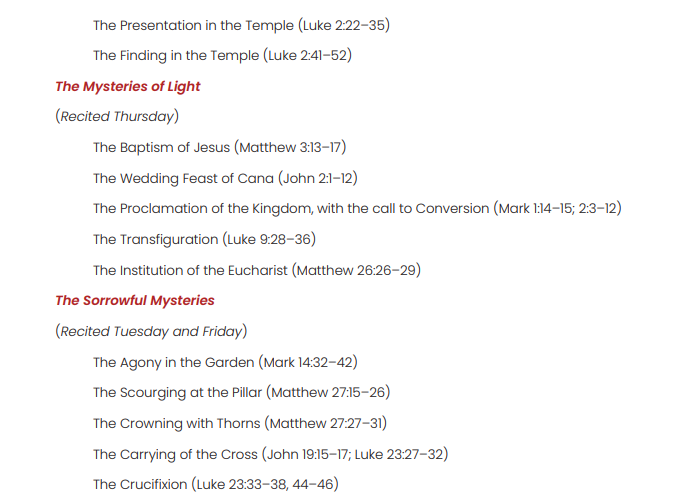 The Presentation in the Temple (Luke 2:22–35)
The Finding in the Temple (Luke 2:41–52)
The Mysteries of Light
(Recited Thursday)
The Baptism of Jesus (Matthew 3:13–17)
The Wedding Feast of Cana (John 2:1–12)
The Proclamation of the Kingdom, with the call to Conversion (Mark 1:14–15; 2:3–12)
The Transfiguration (Luke 9:28–36)
The Institution of the Eucharist (Matthew 26:26–29)
The Sorrowful Mysteries
(Recited Tuesday and Friday)
The Agony in the Garden (Mark 14:32–42)
The Scourging at the Pillar (Matthew 27:15–26)
The Crowning with Thorns (Matthew 27:27–31)
The Carrying of the Cross (John 19:15–17; Luke 23:27–32)
The Crucifixion (Luke 23:33–38, 44–46)